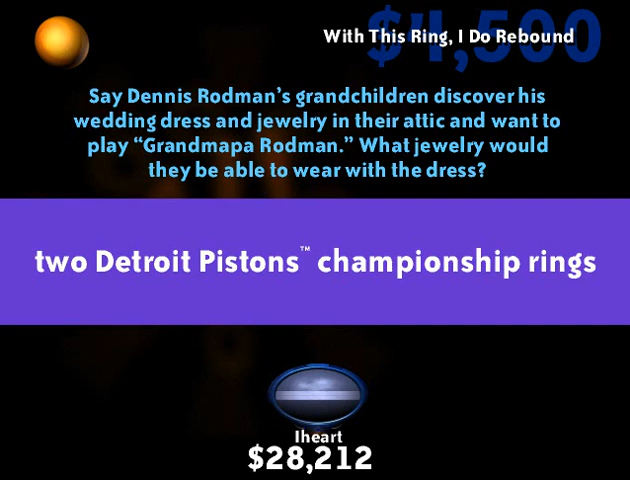 $4,500
With This Ring, I Do Rebound
Say Dennis Rodman's grandchildren discover his
wedding dress and jewelry in their attic and want to
play “Grandmapa Rodman.” What jewelry would
they be able to wear with the dress?
two Detroit Pistons™ championship rings
Iheart
$28,212